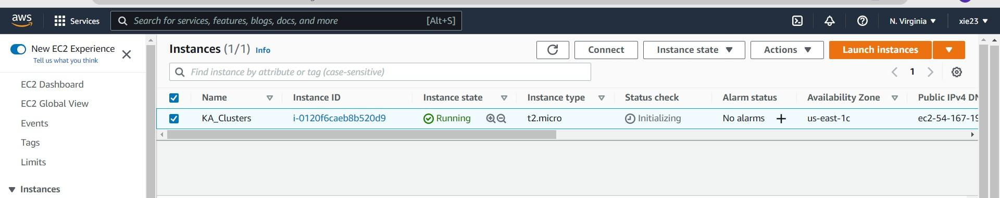 aws Services Search for services, features, blogs, docs, and more [Alt+S] N. Virginia xie23
New EC2 Experience
Tell us what you think
EC2 Dashboard
EC2 Global View
Events
Tags
Limits
Instances
Instances (1/1) Info Connect Instance state Actions Launch instances
Find instance by attribute or tag (case-sensitive) 1
Name Instance ID Instance state Instance type Status check Alarm status Availability Zone Public IPv4 DN
KA_Clusters i-0120f6caeb8b520d9 Running t2.micro Initializing No alarms + us-east-1c ec2-54-167-19